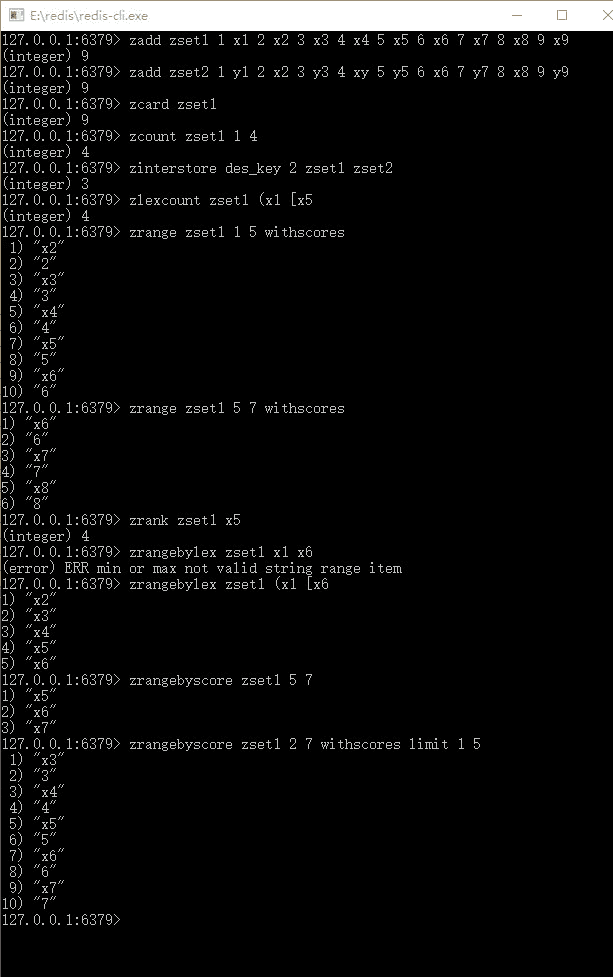 E:\redis\redis-cli.exe
127.0.0.1:6379> zadd zset1 1 x1 2 x2 3 x3 4 x4 5 x5 6 x6 7 x7 8 x8 9 x9
(integer) 9
127.0.0.1:6379> zadd zset2 1 y1 2 x2 3 y3 4 xy 5 y5 6 x6 7 y7 8 x8 9 y9
(integer) 9
127.0.0.1:6379> zcard zset1
(integer) 9
127.0.0.1:6379> zcount zset1 1 4
(integer) 4
127.0.0.1:6379> zinterstore des_key 2 zset1 zset2
(integer) 3
127.0.0.1:6379> zlexcount zset1 (x1 [x5
(integer) 4
127.0.0.1:6379> zrange zset1 1 5 withscores
1) "x2"
2) "2"
3) "x3"
4) "3"
5) "x4"
6) "4"
7) "x5"
8) "5"
9) "x6"
10) "6"
127.0.0.1:6379> zrange zset1 5 7 withscores
1) "x6"
2) "6"
3) "x7"
4) "7"
5) "x8"
6) "8"
127.0.0.1:6379> zrank zset1 x5
(integer) 4
127.0.0.1:6379> zrangebylex zset1 x1 x6
(error) ERR min or max not valid string range item
127.0.0.1:6379> zrangebylex zset1 (x1 [x6
1) "x2"
2) "x3"
3) "x4"
4) "x5"
5) "x6"
127.0.0.1:6379> zrangebyscore zset1 5 7
1) "x5"
2) "x6"
3) "x7"
127.0.0.1:6379> zrangebyscore zset1 2 7 withscores limit 1 5
1) "x3"
2) "3"
3) "x4"
4) "4"
5) "x5"
6) "5"
7) "x6"
8) "6"
9) "x7"
10) "7"
127.0.0.1:6379>